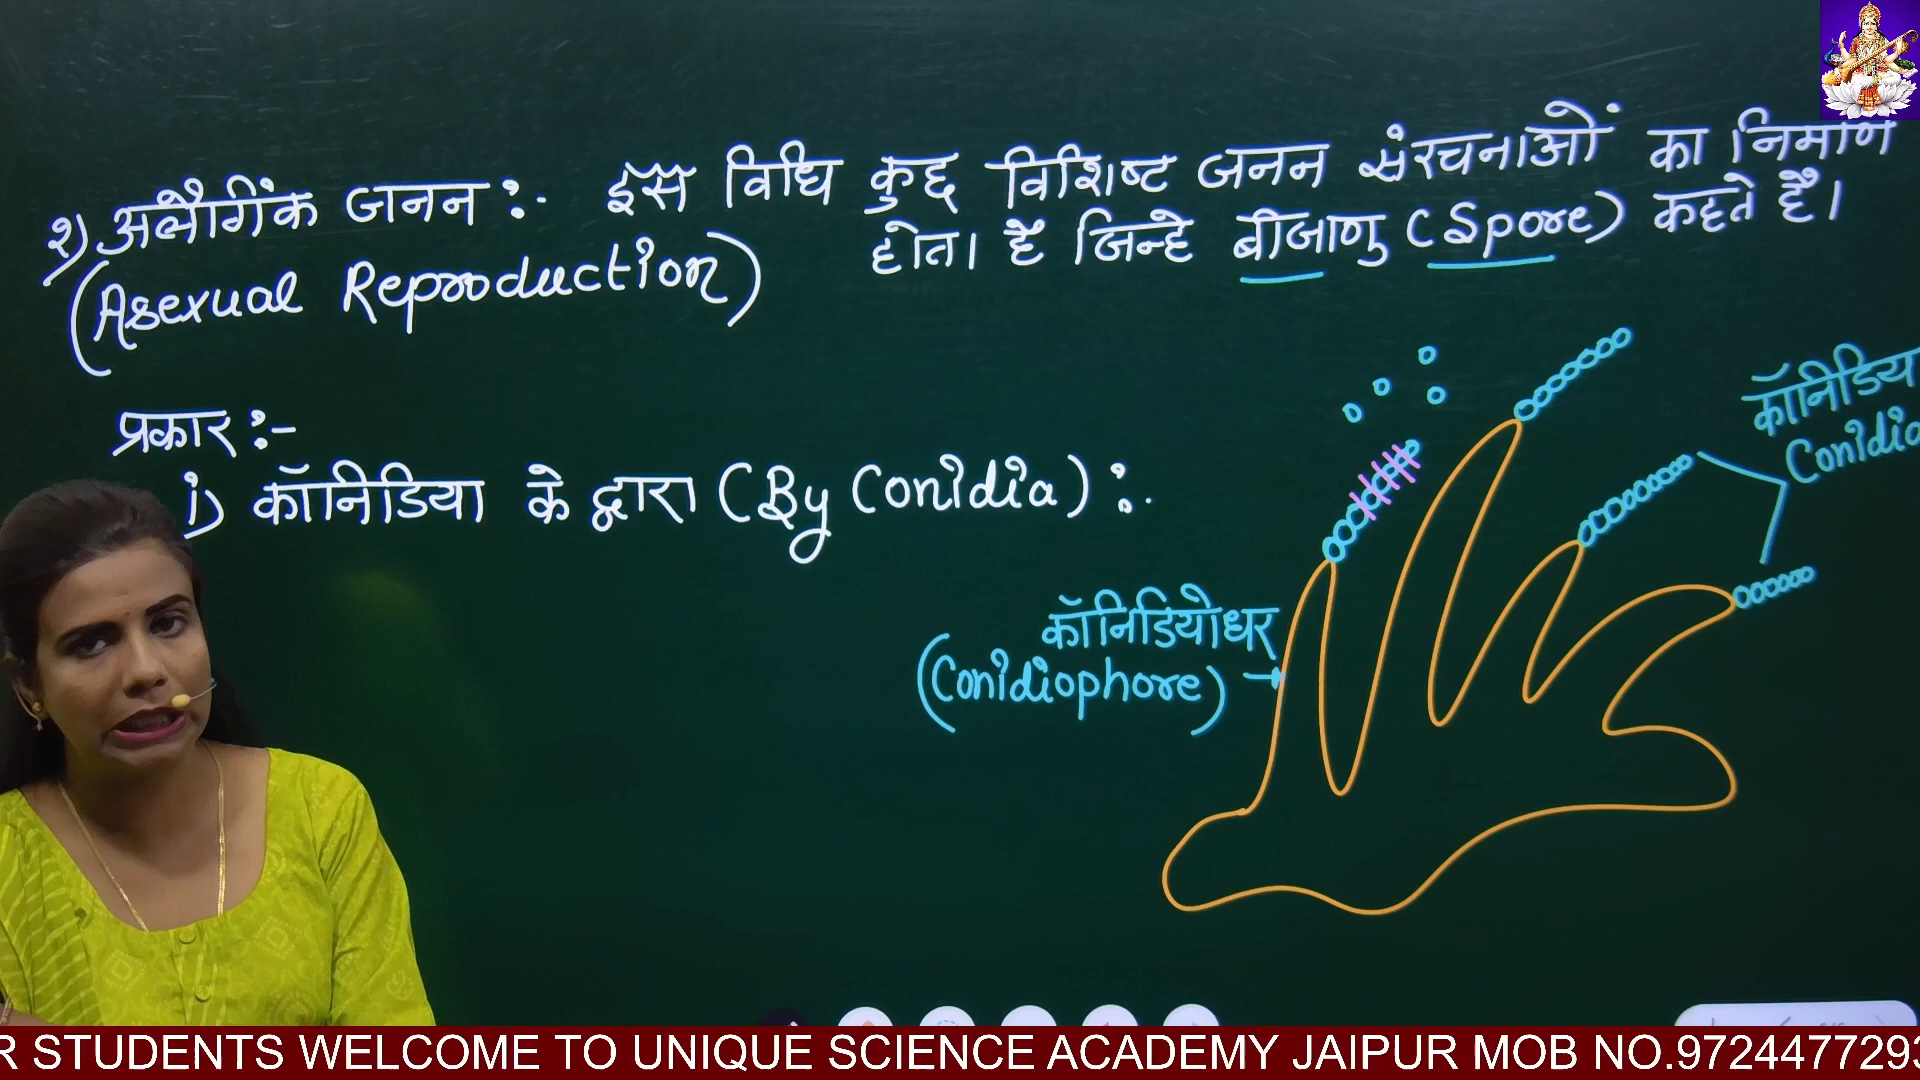 २) अलैगिंक जनन :- इस विधि कुछ विशिष्ट जनन संरचनाओं का निर्माण
(Asexual Reproduction) होता है जिन्हे बीजाणु (Spore) कहते हैं।
प्रकार :-
i) कॉनिडिया के द्वारा (By Conidia) :-
कॉनिडिय
Conidia
कॉनिडियोधर
(Conidiophore) →
R STUDENTS WELCOME TO UNIQUE SCIENCE ACADEMY JAIPUR MOB NO.972447729